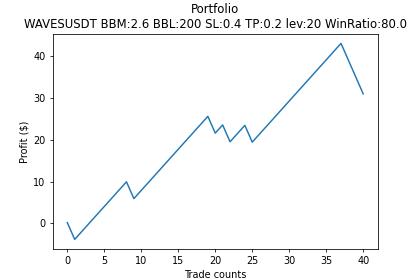 Portfolio
WAVESUSDT BBM:2.6 BBL:200 SL:0.4 TP:0.2 lev:20 WinRatio:80.0
40
30
20
10
0
Profit ($)
0 5 10 15 20 25 30 35 40
Trade counts